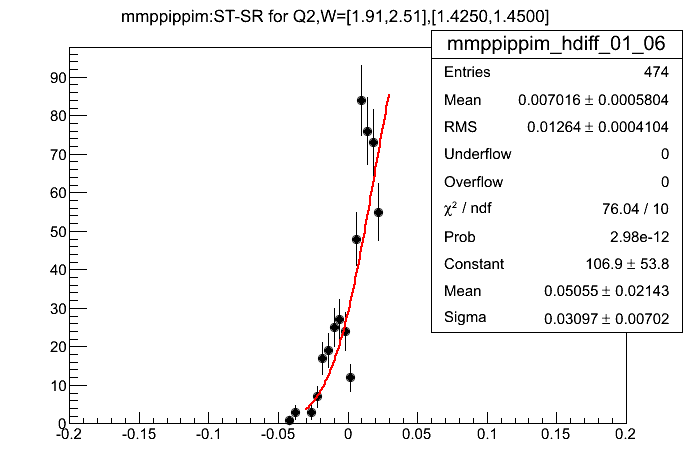 mmppippim:ST-SR for Q2,W=[1.91,2.51],[1.4250,1.4500]
mmppippim_hdiff_01_06
Entries 474
Mean 0.007016 ± 0.0005804
RMS 0.01264 ± 0.0004104
Underflow 0
Overflow 0
χ² / ndf 76.04 / 10
Prob 2.98e-12
Constant 106.9 ± 53.8
Mean 0.05055 ± 0.02143
Sigma 0.03097 ± 0.00702
90
80
70
60
50
40
30
20
10
0
-0.2 -0.15 -0.1 -0.05 0 0.05 0.1 0.15 0.2